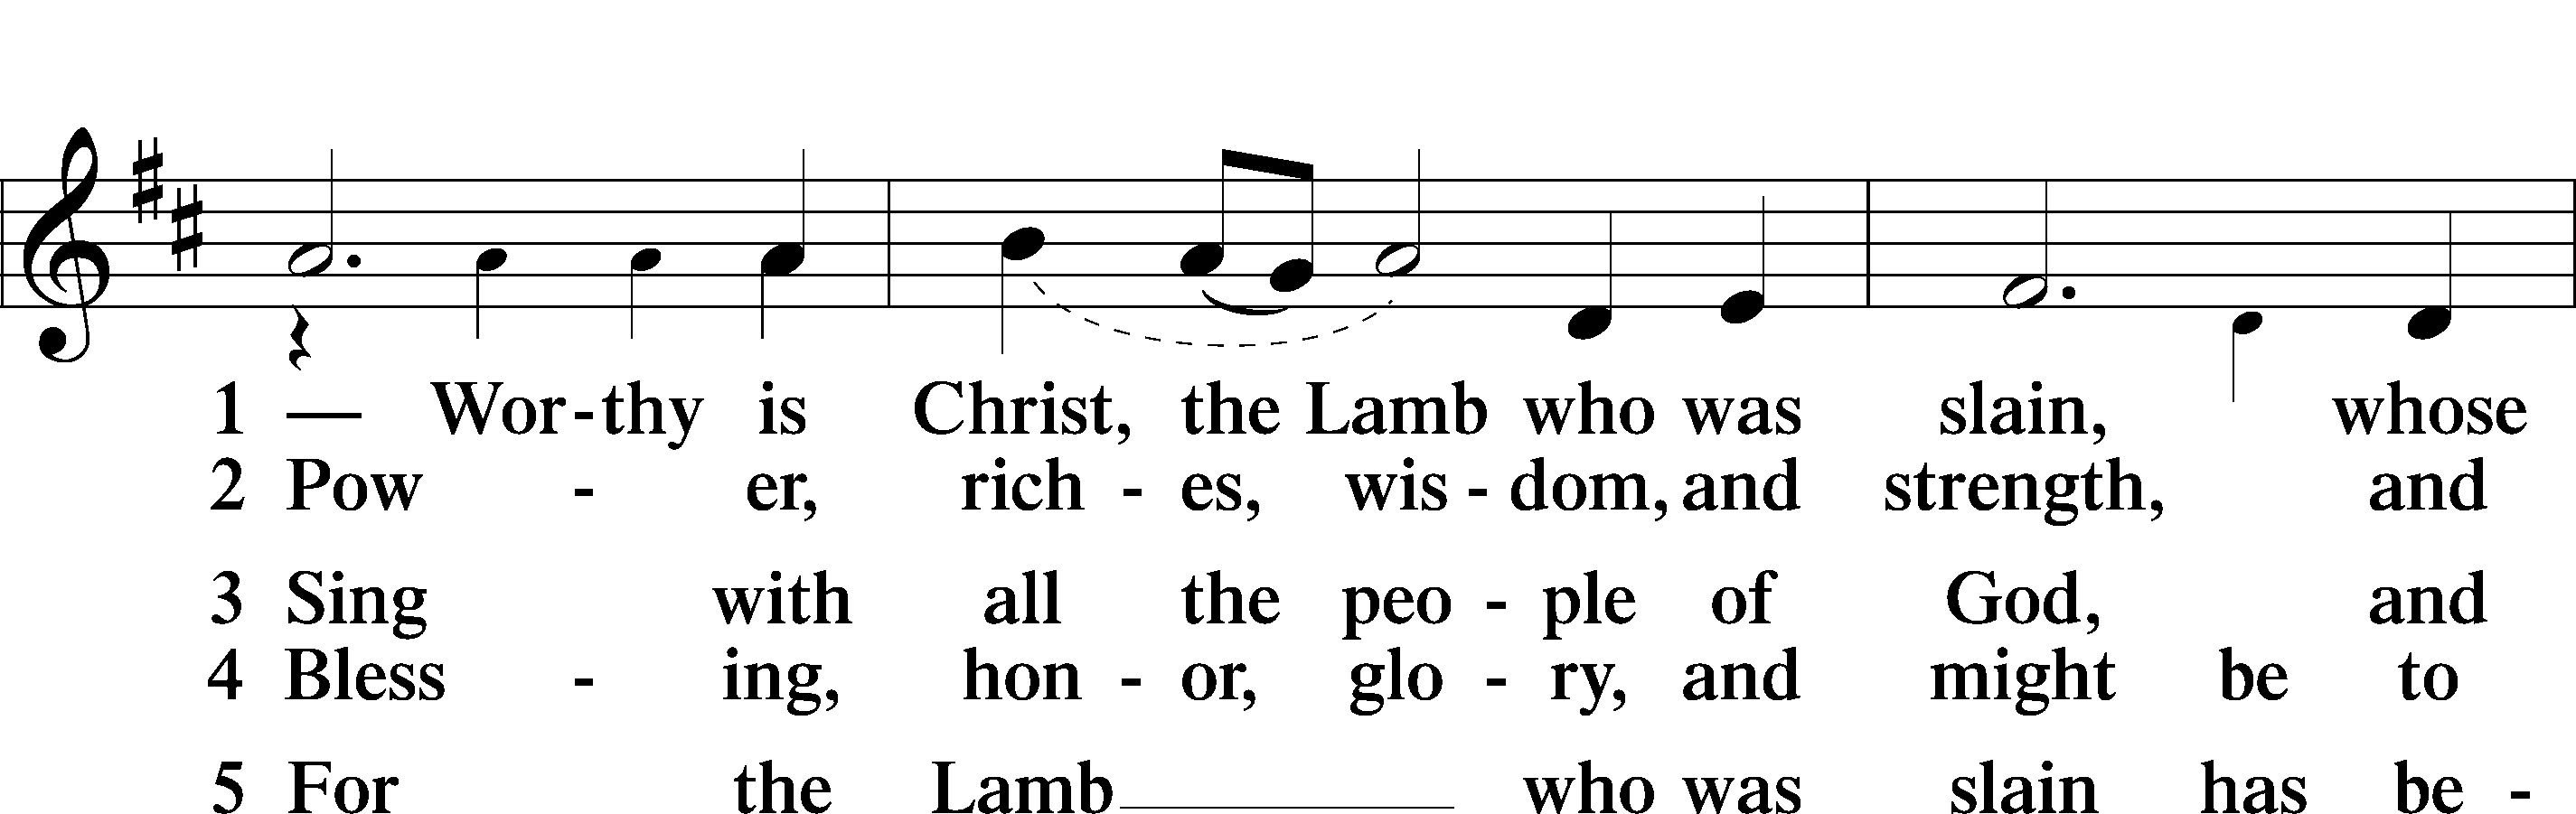 1 — Wor-thy is Christ, the Lamb who was slain, whose
2 Pow - er, rich - es, wis - dom, and strength, and
3 Sing with all the peo - ple of God, and
4 Bless - ing, hon - or, glo - ry, and might be to
5 For the Lamb who was slain has be -